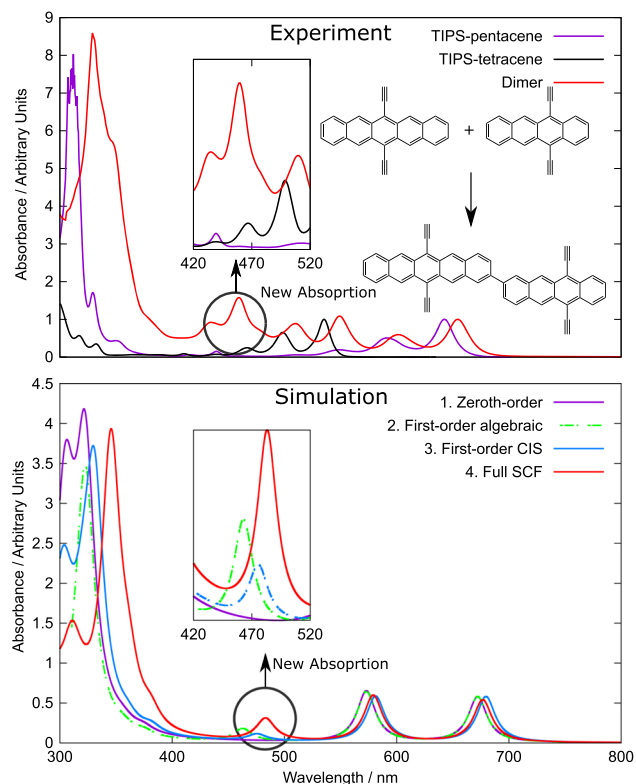 Experiment
TIPS-pentacene
TIPS-tetracene
Dimer
Absorbance / Arbitrary Units
9
8
7
6
5
4
3
2
1
0
420 470 520
+
New Absoprtion
Simulation
1. Zeroth-order
2. First-order algebraic
3. First-order CIS
4. Full SCF
Absorbance / Arbitrary Units
4.5
4
3.5
3
2.5
2
1.5
1
0.5
0
420 470 520
New Absoprtion
300 400 500 600 700 800
Wavelength / nm